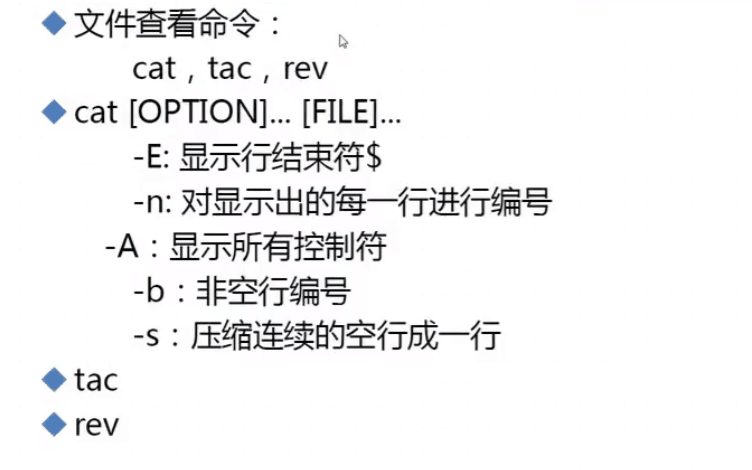 文件查看命令：
cat，tac，rev
cat [OPTION]... [FILE]...
-E: 显示行结束符$
-n: 对显示出的每一行进行编号
-A：显示所有控制符
-b：非空行编号
-s：压缩连续的空行成一行
tac
rev